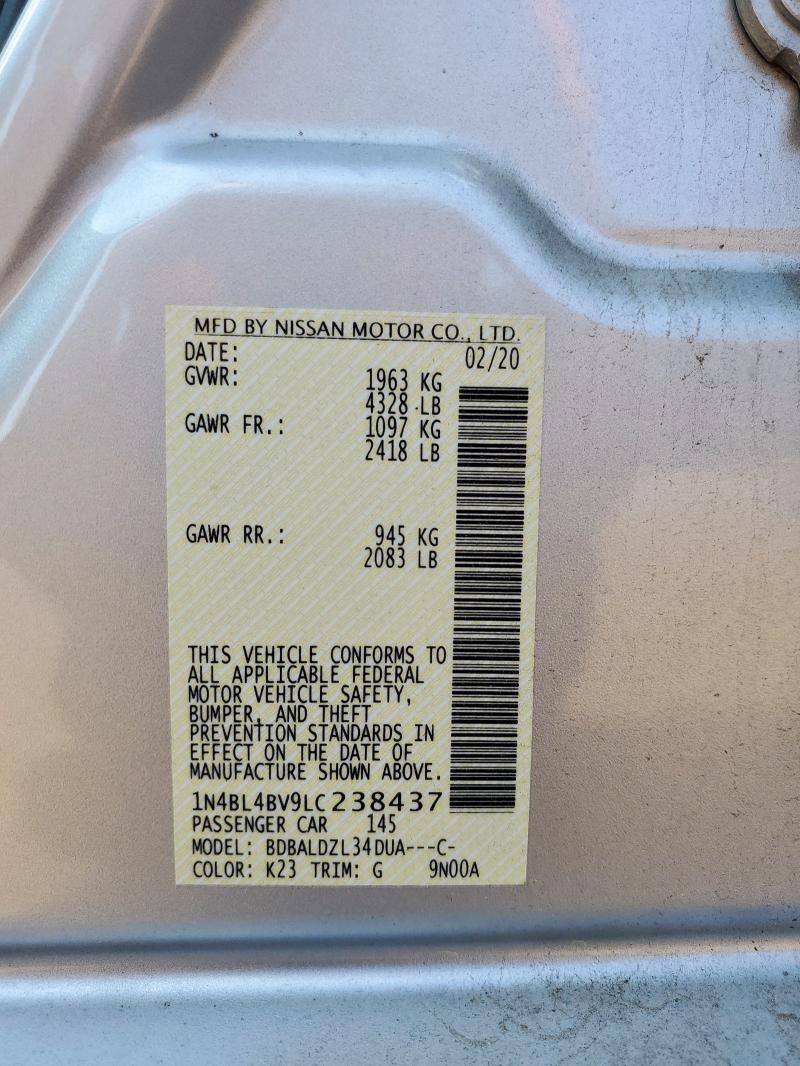 MFD BY NISSAN MOTOR CO., LTD.
DATE: 02/20
GVWR: 1963 KG
4328 LB
GAWR FR.: 1097 KG
2418 LB
GAWR RR.: 945 KG
2083 LB
THIS VEHICLE CONFORMS TO
ALL APPLICABLE FEDERAL
MOTOR VEHICLE SAFETY,
BUMPER, AND THEFT
PREVENTION STANDARDS IN
EFFECT ON THE DATE OF
MANUFACTURE SHOWN ABOVE.
1N4BL4BV9LC238437
PASSENGER CAR 145
MODEL: BDBALDZL34DUA---C-
COLOR: K23 TRIM: G 9N00A